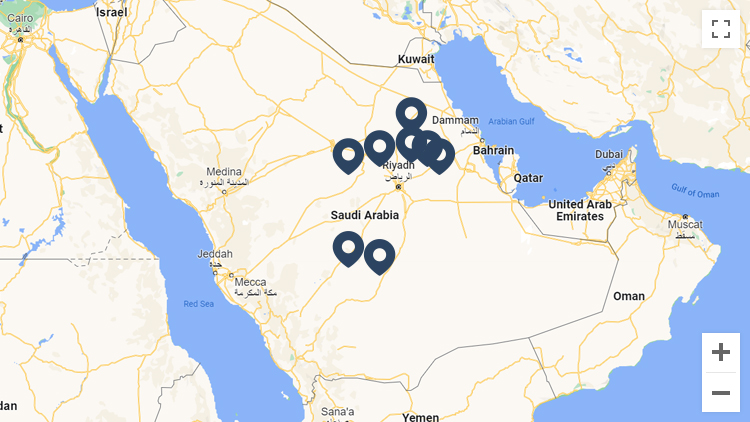 Cairo
القاهرة
Israel
Kuwait
Dammam
الدمام
Arabian Gulf
Bahrain
Riyadh
الرياض
Medina
المدينة المنورة
Dubai
دبي
Qatar
Gulf of Oman
United Arab
Emirates
Saudi Arabia
Muscat
مسقط
Jeddah
جدة
Mecca
مكة المكرمة
Oman
Red Sea
dan
Sana'a
صنعاء
Yemen